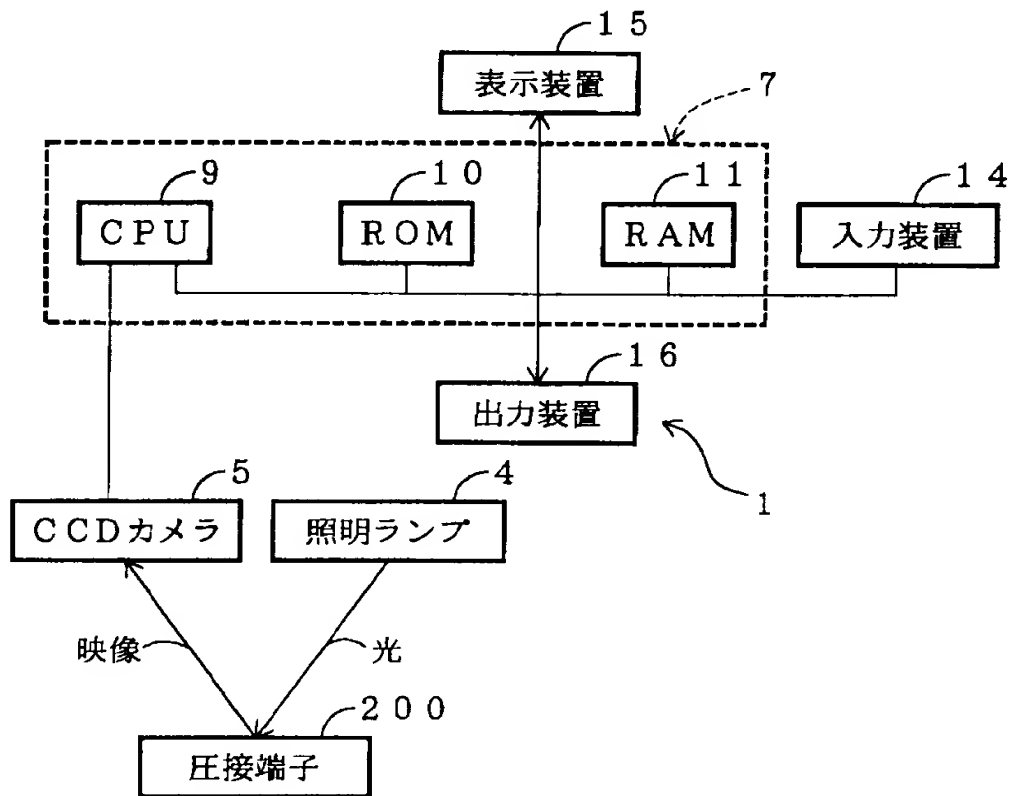 １５
表示装置
７
９
１０
１１
１４
ＣＰＵ
ＲＯＭ
ＲＡＭ
入力装置
１６
出力装置
１
５
４
ＣＣＤカメラ
照明ランプ
映像
光
２００
圧接端子